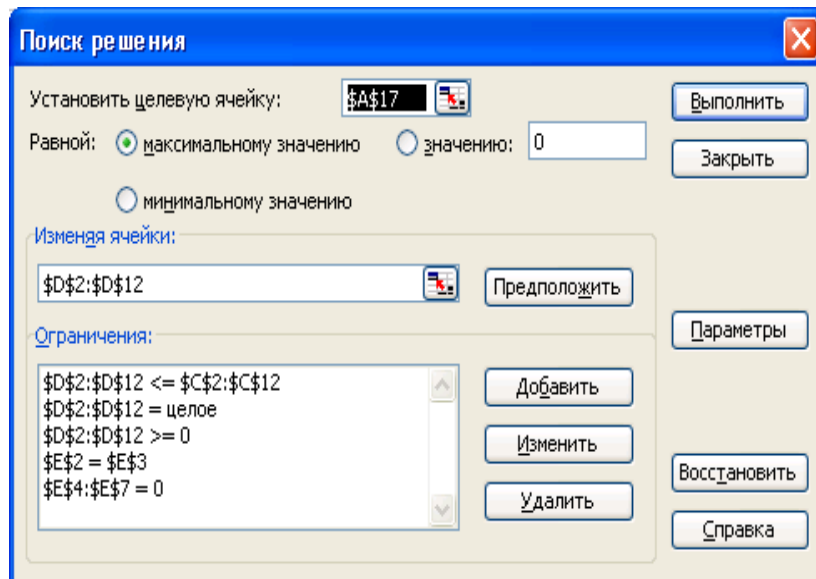 Поиск решения
Установить целевую ячейку: $A$17 Выполнить
Равной: максимальному значению значению: 0 Закрыть
минимальному значению
Изменяя ячейки:
$D$2:$D$12 Предположить
Ограничения: Параметры
$D$2:$D$12 <= $C$2:$C$12 Добавить
$D$2:$D$12 = целое
$D$2:$D$12 >= 0 Изменить
$E$2 = $E$3 Восстановить
$E$4:$E$7 = 0 Удалить
Справка